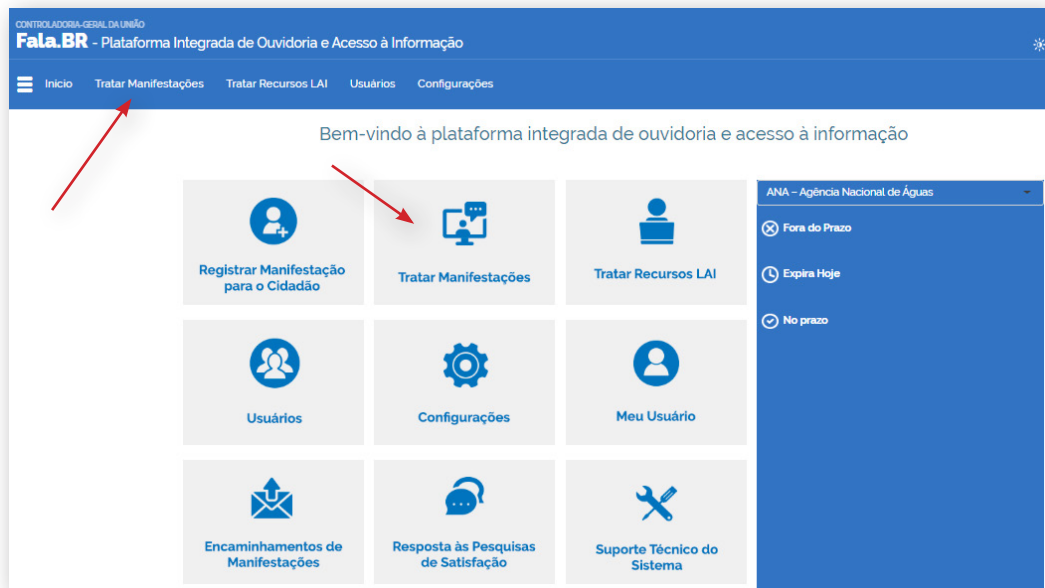 CONTROLADORIA-GERAL DA UNIÃO
Fala.BR - Plataforma Integrada de Ouvidoria e Acesso à Informação
Início Tratar Manifestações Tratar Recursos LAI Usuários Configurações
Bem-vindo à plataforma integrada de ouvidoria e acesso à informação
Registrar Manifestação
para o Cidadão
Tratar Manifestações
Tratar Recursos LAI
ANA – Agência Nacional de Águas
Fora do Prazo
Expira Hoje
No prazo
Usuários
Configurações
Meu Usuário
Encaminhamentos de
Manifestações
Resposta às Pesquisas
de Satisfação
Suporte Técnico do
Sistema